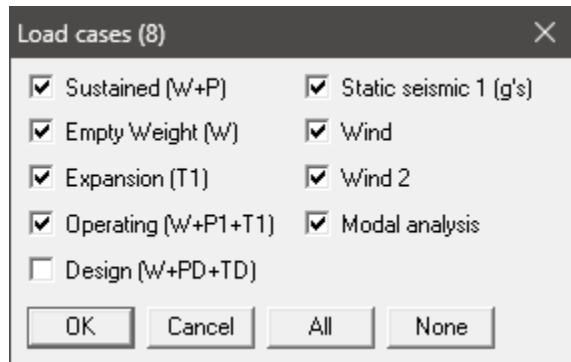 Load cases (8)
Sustained (W+P)
Empty Weight (W)
Expansion (T1)
Operating (W+P1+T1)
Design (W+PD+TD)
Static seismic 1 (g's)
Wind
Wind 2
Modal analysis
OK Cancel All None